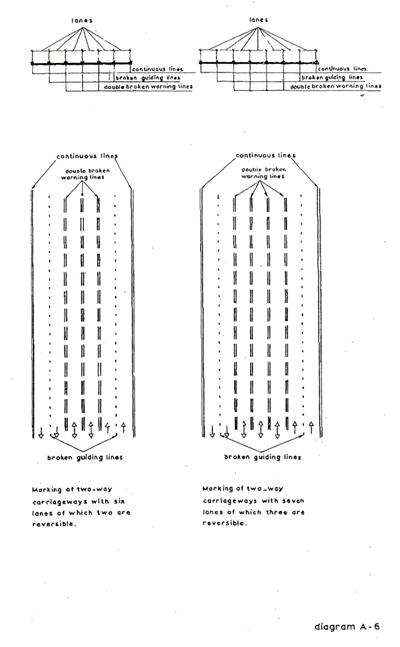 lanes
continuous lines
broken guiding lines
double broken warning lines
lanes
continuous lines
broken guiding lines
double broken warning lines
continuous lines
double broken
warning lines
broken guiding lines
Marking of two-way
carriageways with six
lanes of which two are
reversible.
continuous lines
double broken
warning lines
broken guiding lines
Marking of two-way
carriageways with seven
lanes of which three are
reversible.
diagram A-6